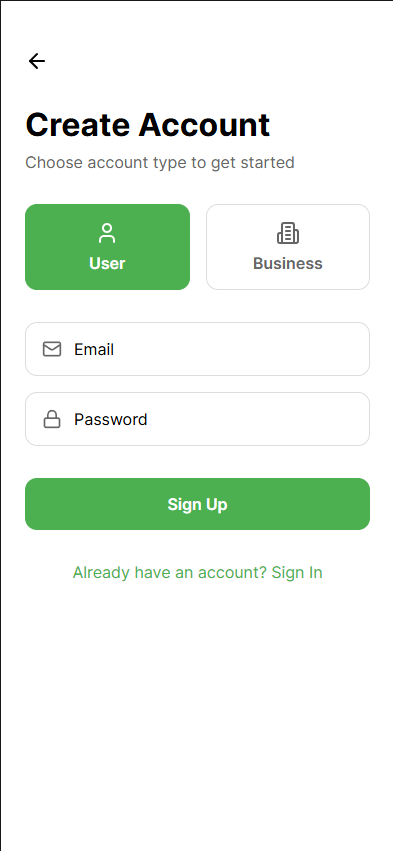 Create Account
Choose account type to get started
User
Business
Email
Password
Sign Up
Already have an account? Sign In